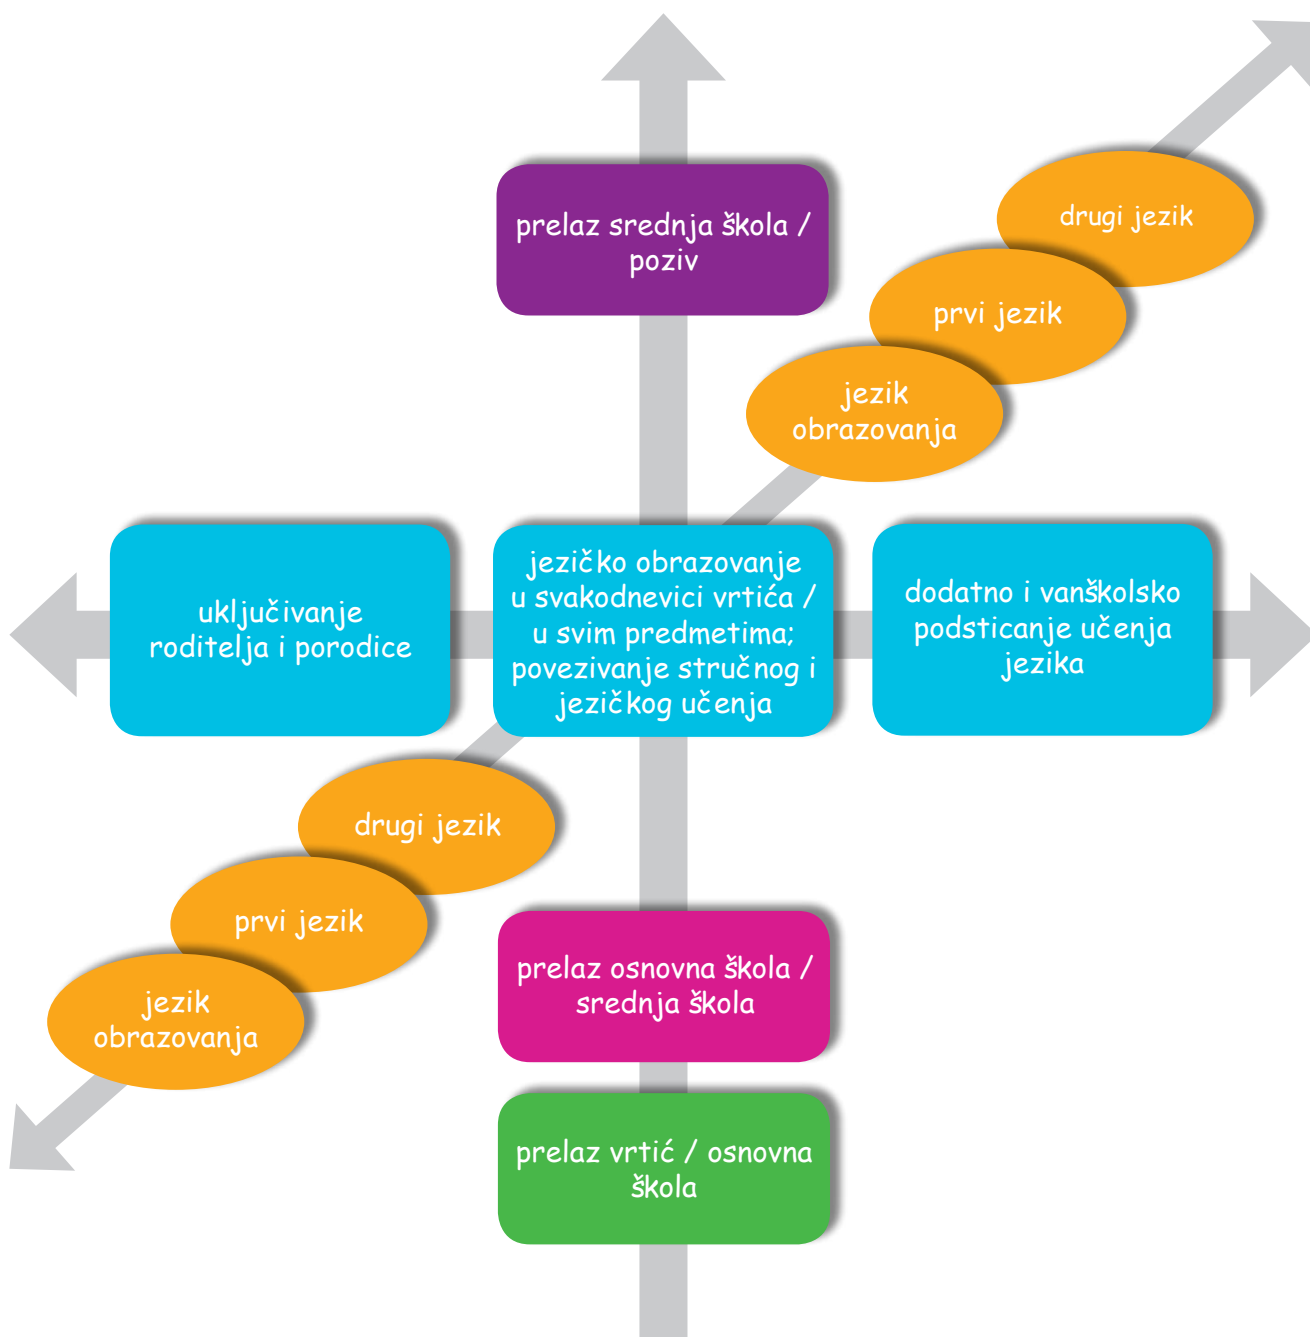 prelaz srednja škola /
poziv
drugi jezik
prvi jezik
jezik
obrazovanja
uključivanje
roditelja i porodice
jezičko obrazovanje
u svakodnevici vrtića /
u svim predmetima;
povezivanje stručnog i
jezičkog učenja
dodatno i vanškolsko
podsticanje učenja
jezika
drugi jezik
prvi jezik
jezik
obrazovanja
prelaz osnovna škola /
srednja škola
prelaz vrtić / osnovna
škola